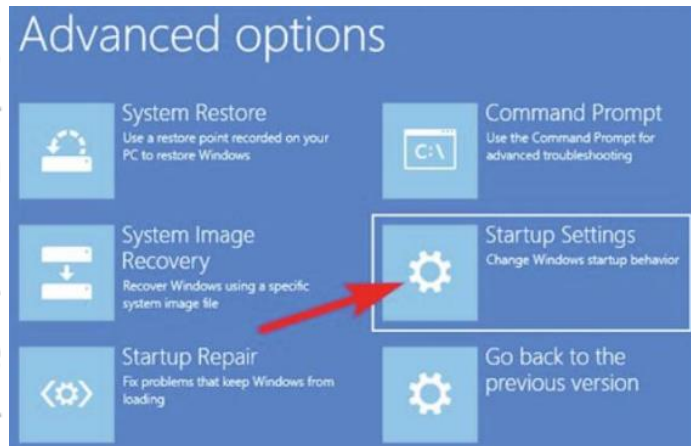 Advanced options
System Restore
Use a restore point recorded on your
PC to restore Windows
Command Prompt
Use the Command Prompt for
advanced troubleshooting
C:\
System Image
Recovery
Recover Windows using a specific
system image file
Startup Settings
Change Windows startup behavior
Startup Repair
Fix problems that keep Windows from
loading
Go back to the
previous version